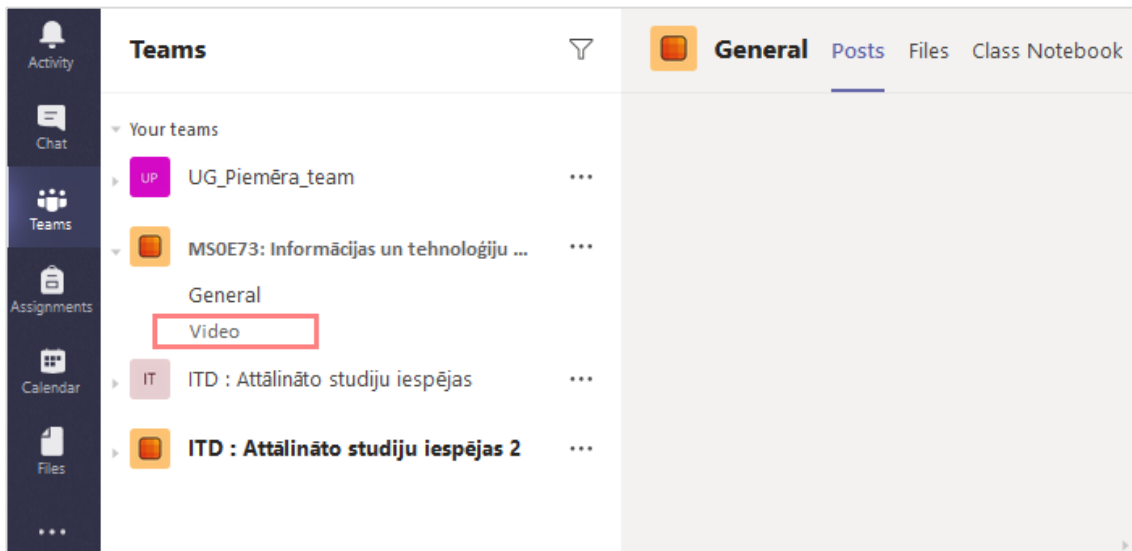 Activity
Chat
Teams
Assignments
Calendar
Files
Teams
Your teams
UP UG_Piemēra_team
MS0E73: Informācijas un tehnoloģiju ...
General
Video
IT ITD : Attālināto studiju iespējas
ITD : Attālināto studiju iespējas 2
General Posts Files Class Notebook